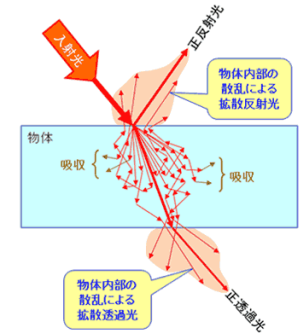 入射光
正反射光
物体内部の
散乱による
拡散反射光
物体
吸収
吸収
物体内部の
散乱による
拡散透過光
正透過光